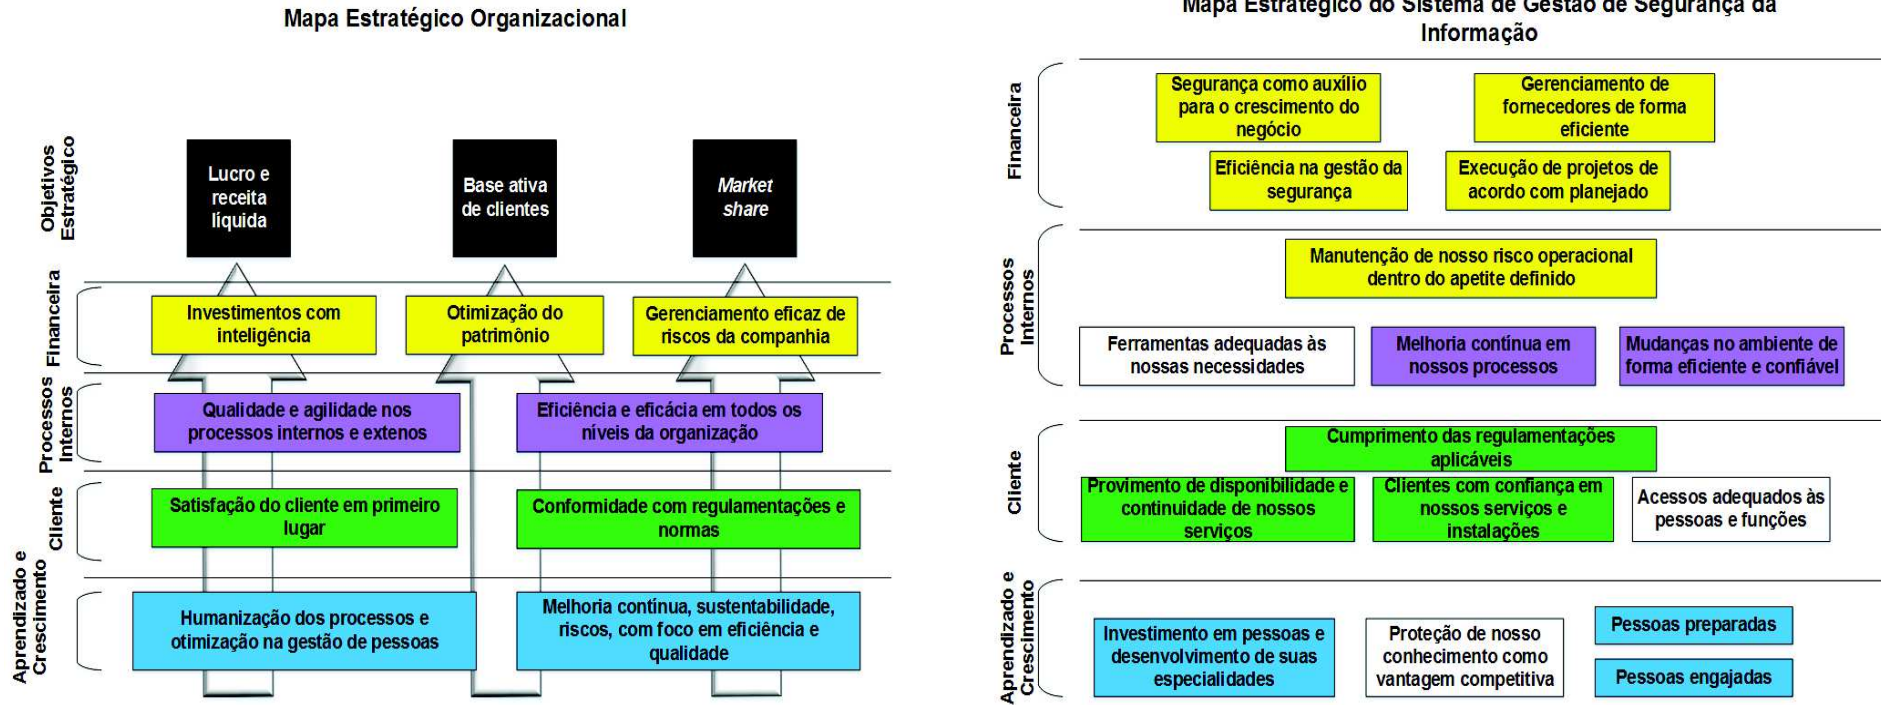 Mapa Estratégico Organizacional
Objetivos
Estratégico
Lucro e
receita
líquida
Base ativa
de clientes
Market
share
Financeira
Investimentos com
inteligência
Otimização do
patrimônio
Gerenciamento eficaz de
riscos da companhia
Processos
Internos
Qualidade e agilidade nos
processos internos e extenos
Eficiência e eficácia em todos os
níveis da organização
Cliente
Satisfação do cliente em primeiro
lugar
Conformidade com regulamentações e
normas
Aprendizado e
Crescimento
Humanização dos processos e
otimização na gestão de pessoas
Melhoria contínua, sustentabilidade,
riscos, com foco em eficiência e
qualidade
Mapa Estratégico do Sistema de Gestão de Segurança da
Informação
Financeira
Segurança como auxílio
para o crescimento do
negócio
Gerenciamento de
fornecedores de forma
eficiente
Eficiência na gestão da
segurança
Execução de projetos de
acordo com planejado
Processos
Internos
Manutenção de nosso risco operacional
dentro do apetite definido
Ferramentas adequadas às
nossas necessidades
Melhoria contínua em
nossos processos
Mudanças no ambiente de
forma eficiente e confiável
Cliente
Cumprimento das regulamentações
aplicáveis
Provimento de disponibilidade e
continuidade de nossos
serviços
Clientes com confiança em
nossos serviços e
instalações
Acessos adequados às
pessoas e funções
Aprendizado e
Crescimento
Investimento em pessoas e
desenvolvimento de suas
especialidades
Proteção de nosso
conhecimento como
vantagem competitiva
Pessoas preparadas
Pessoas engajadas